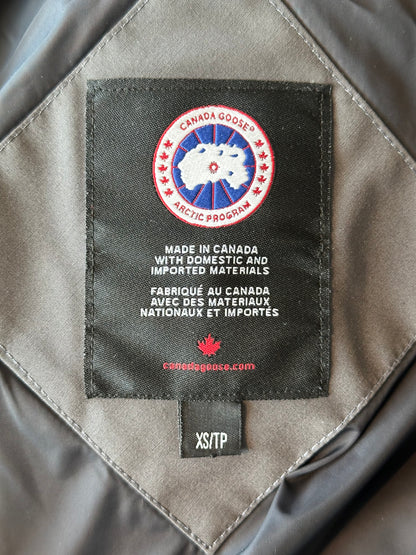 CANADA GOOSE®
ARCTIC PROGRAM
MADE IN CANADA
WITH DOMESTIC AND
IMPORTED MATERIALS
FABRIQUÉ AU CANADA
AVEC DES MATERIAUX
NATIONAUX ET IMPORTÉS
canadagoose.com
XS/TP